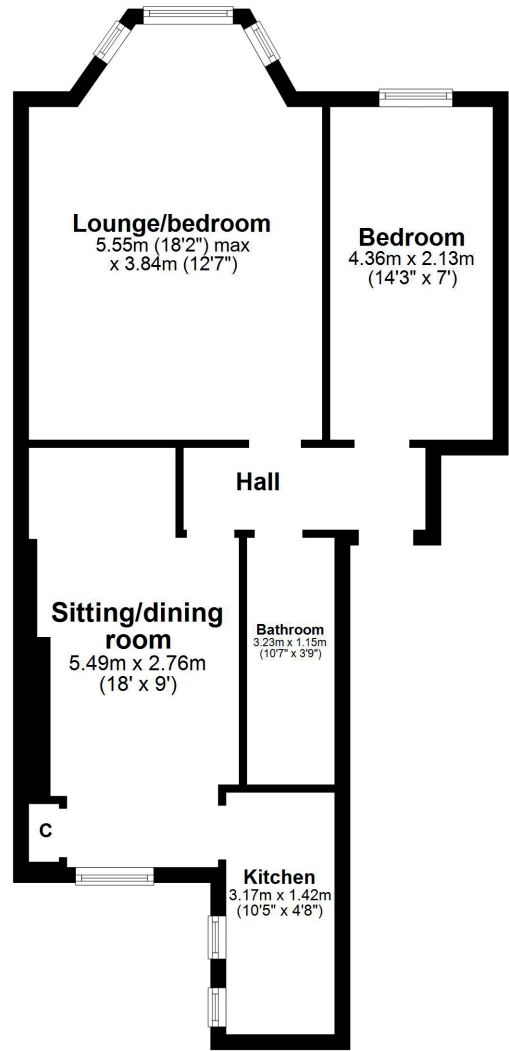 Lounge/bedroom
5.55m (18'2") max
x 3.84m (12'7")
Bedroom
4.36m x 2.13m
(14'3" x 7')
Hall
Sitting/dining
room
5.49m x 2.76m
(18' x 9')
Bathroom
3.23m x 1.15m
(10'7" x 3'9")
C
Kitchen
3.17m x 1.42m
(10'5" x 4'8")